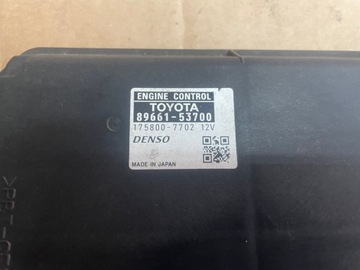 ENGINE CONTROL
TOYOTA
89661-53700
175800-7702 12V
DENSO
MADE IN JAPAN